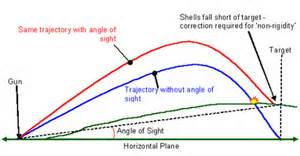 Same trajectory with angle of
sight
Shells fall short of target -
correction required for 'non-rigidity'
Target
Gun
Trajectory without angle of
sight
Angle of Sight
Horizontal Plane